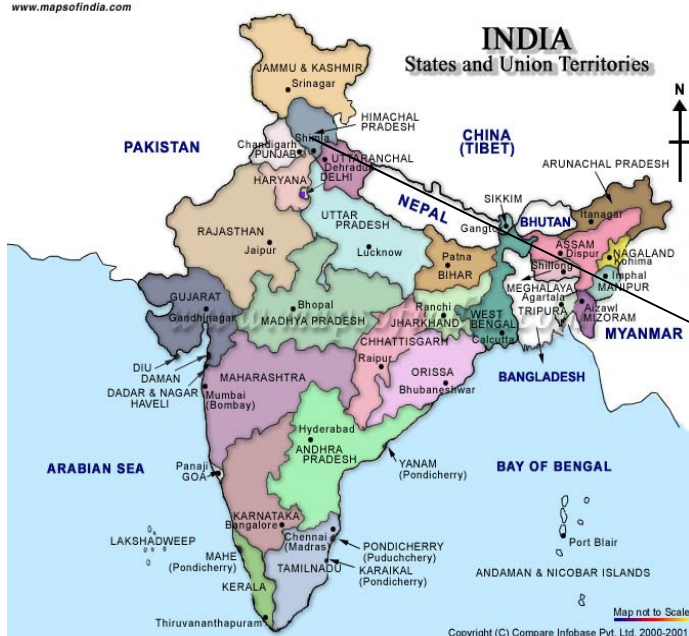 www.mapsofindia.com
INDIA
States and Union Territories
N
JAMMU & KASHMIR
Srinagar
HIMACHAL
PRADESH
PAKISTAN
Shimla
Chandigarh
PUNJAB
CHINA
(TIBET)
UTTARANCHAL
Dehradun
ARUNACHAL PRADESH
HARYANA
DELHI
SIKKIM
NEPAL
BHUTAN
Itanagar
Gangtok
RAJASTHAN
Jaipur
UTTAR
PRADESH
Lucknow
ASSAM
Dispur
NAGALAND
Kohima
Patna
BIHAR
Shillong
MEGHALAYA
Imphal
MANIPUR
GUJARAT
Gandhinagar
Bhopal
MADHYA PRADESH
Ranchi
JHARKHAND
WEST
BENGAL
Calcutta
Agartala
TRIPURA
Aizawl
MIZORAM
www.mapsofindia.com
MYANMAR
CHHATTISGARH
Raipur
DIU
DAMAN
DADAR & NAGAR
HAVELI
MAHARASHTRA
Mumbai
(Bombay)
ORISSA
Bhubaneshwar
BANGLADESH
Hyderabad
ANDHRA
PRADESH
ARABIAN SEA
Panaji
GOA
YANAM
(Pondicherry)
BAY OF BENGAL
KARNATAKA
Bangalore
LAKSHADWEEP
Chennai
(Madras)
PONDICHERRY
(Puduchchery)
Port Blair
MAHE
(Pondicherry)
KARAIKAL
(Pondicherry)
TAMILNADU
ANDAMAN & NICOBAR ISLANDS
KERALA
Thiruvananthapuram
Map not to Scale
Copyright (C) Compare Infobase Pvt. Ltd. 2000-2001